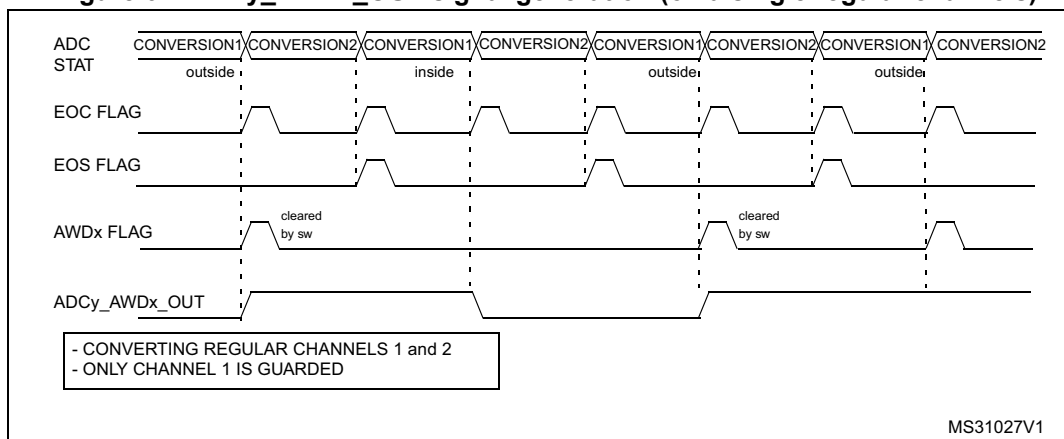 ADC STAT
CONVERSION1 CONVERSION2 CONVERSION1 CONVERSION2 CONVERSION1 CONVERSION2 CONVERSION1 CONVERSION2
outside inside outside outside
EOC FLAG
EOS FLAG
AWDx FLAG
cleared by sw
cleared by sw
ADCy_AWDx_OUT
- CONVERTING REGULAR CHANNELS 1 and 2
- ONLY CHANNEL 1 IS GUARDED
MS31027V1